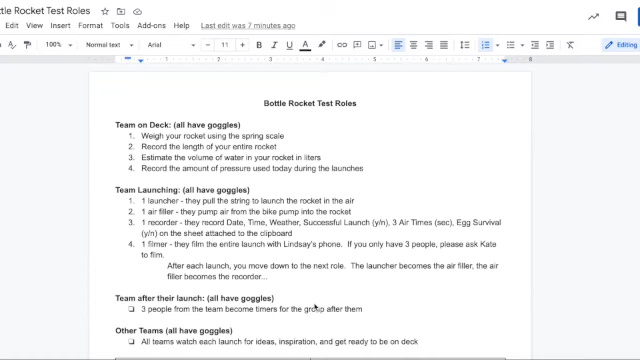 ttle Rocket Test Roles
Edit View Insert Format Tools Add-ons Help Last edit was 7 minutes ago
100% Normal text Arial 11 B I U A Editing
1 2 3 4 5 6 7
Bottle Rocket Test Roles
Team on Deck: (all have goggles)
1. Weigh your rocket using the spring scale
2. Record the length of your entire rocket
3. Estimate the volume of water in your rocket in liters
4. Record the amount of pressure used today during the launches
Team Launching: (all have goggles)
1. 1 launcher - they pull the string to launch the rocket in the air
2. 1 air filler - they pump air from the bike pump into the rocket
3. 1 recorder - they record Date, Time, Weather, Successful Launch (y/n), 3 Air Times (sec), Egg Survival
(y/n) on the sheet attached to the clipboard
4. 1 filmer - they film the entire launch with Lindsay's phone. If you only have 3 people, please ask Kate
to film.
After each launch, you move down to the next role. The launcher becomes the air filler, the air
filler becomes the recorder...
Team after their launch: (all have goggles)
3 people from the team become timers for the group after them
Other Teams (all have goggles)
All teams watch each launch for ideas, inspiration, and get ready to be on deck